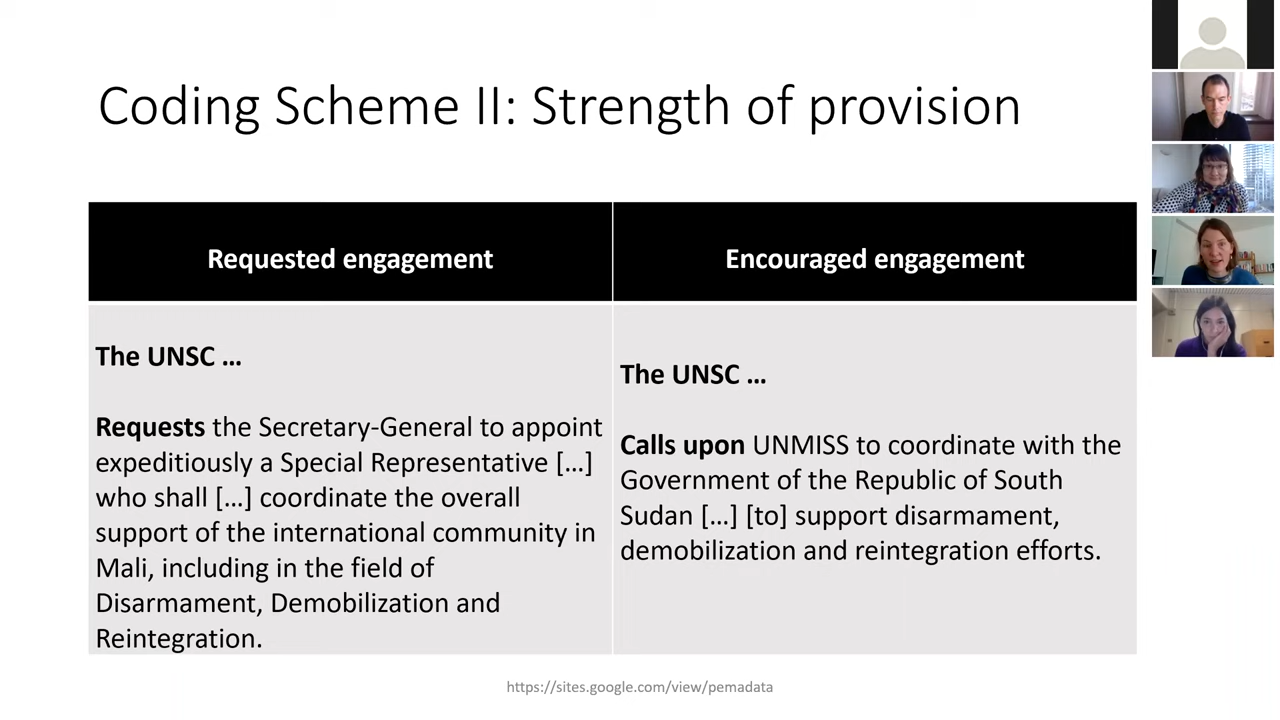 Coding Scheme II: Strength of provision
Requested engagement
Encouraged engagement
The UNSC …
Requests the Secretary-General to appoint
expeditiously a Special Representative […]
who shall […] coordinate the overall
support of the international community in
Mali, including in the field of
Disarmament, Demobilization and
Reintegration.
The UNSC …
Calls upon UNMISS to coordinate with the
Government of the Republic of South
Sudan […] [to] support disarmament,
demobilization and reintegration efforts.
https://sites.google.com/view/pemadata